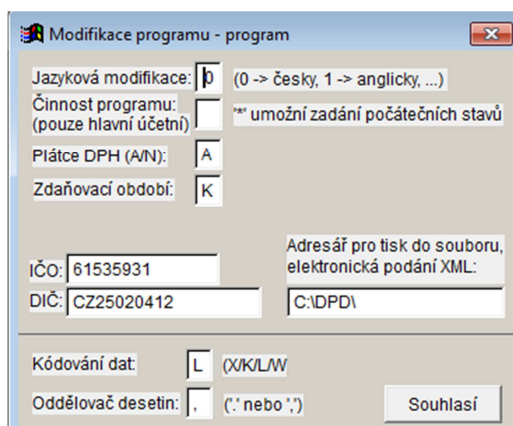 Modifikace programu - program
Jazyková modifikace: 0 (0 -> česky, 1 -> anglicky, ...)
Činnost programu:
(pouze hlavní účetní) '*' umožní zadání počátečních stavů
Plátce DPH (A/N): A
Zdaňovací období: K
Adresář pro tisk do souboru,
elektronická podání XML:
IČO: 61535931
DIČ: CZ25020412 C:\DPD\
Kódování dat: L (X/K/L/W
Oddělovač desetin: , ('.' nebo ',') Souhlasí